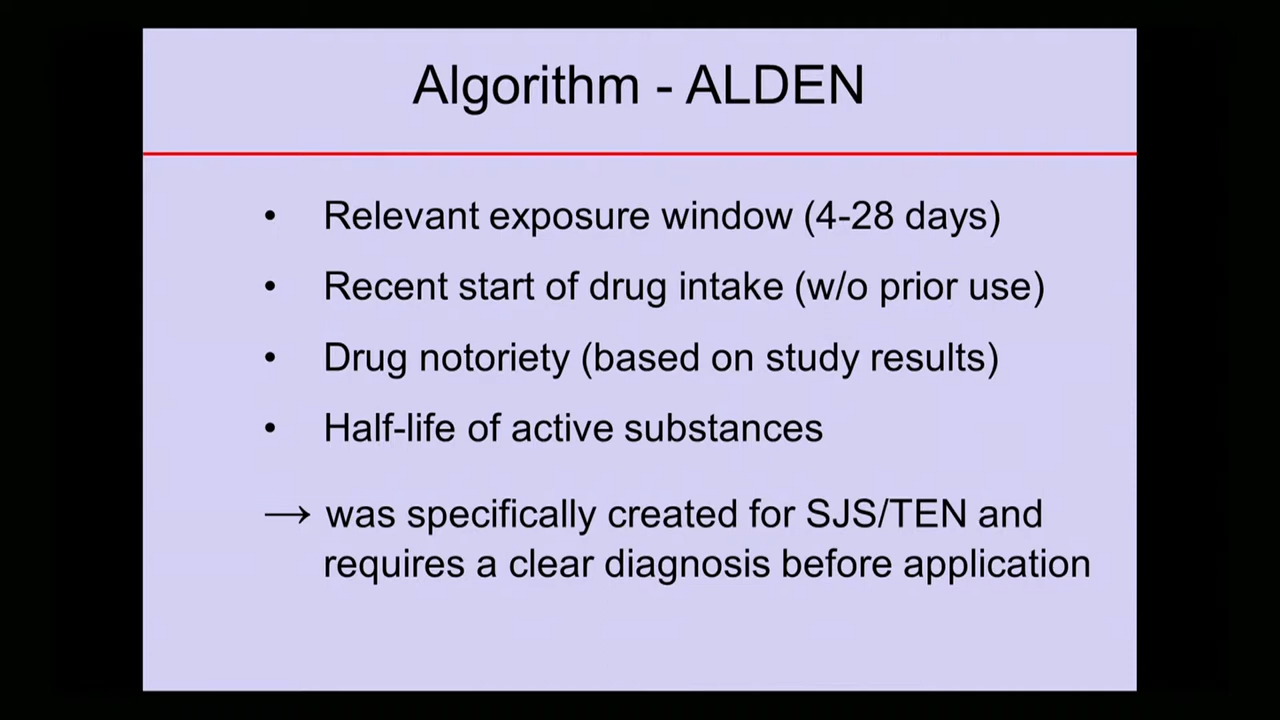 Algorithm - ALDEN
• Relevant exposure window (4-28 days)
• Recent start of drug intake (w/o prior use)
• Drug notoriety (based on study results)
• Half-life of active substances
→ was specifically created for SJS/TEN and
requires a clear diagnosis before application